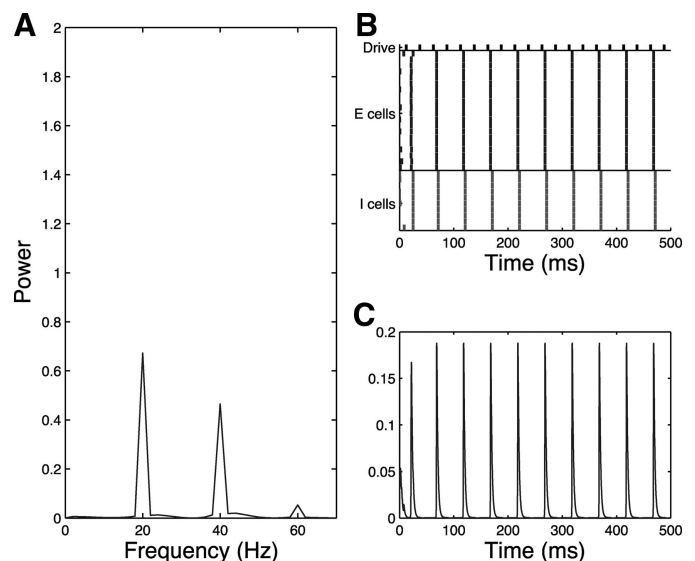 A
2
1.8
1.6
1.4
1.2
1
0.8
0.6
0.4
0.2
0
Power
0 20 40 60
Frequency (Hz)
B
Drive
E cells
I cells
0 100 200 300 400 500
Time (ms)
C
0.2
0.15
0.1
0.05
0
0 100 200 300 400 500
Time (ms)